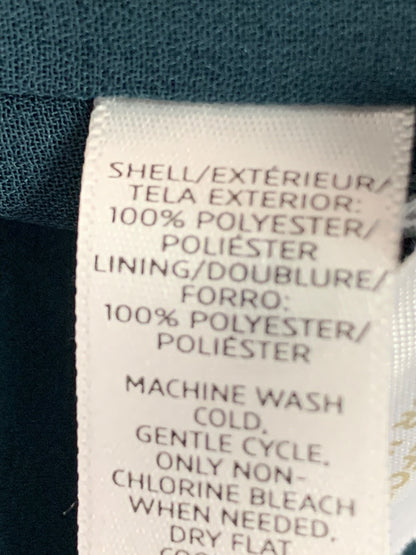 SHELL/EXTÉRIEUR/
TELA EXTERIOR:
100% POLYESTER/
POLIÉSTER
LINING/DOUBLURE/
FORRO:
100% POLYESTER/
POLIÉSTER
MACHINE WASH
COLD.
GENTLE CYCLE.
ONLY NON-
CHLORINE BLEACH
WHEN NEEDED.
DRY FLAT